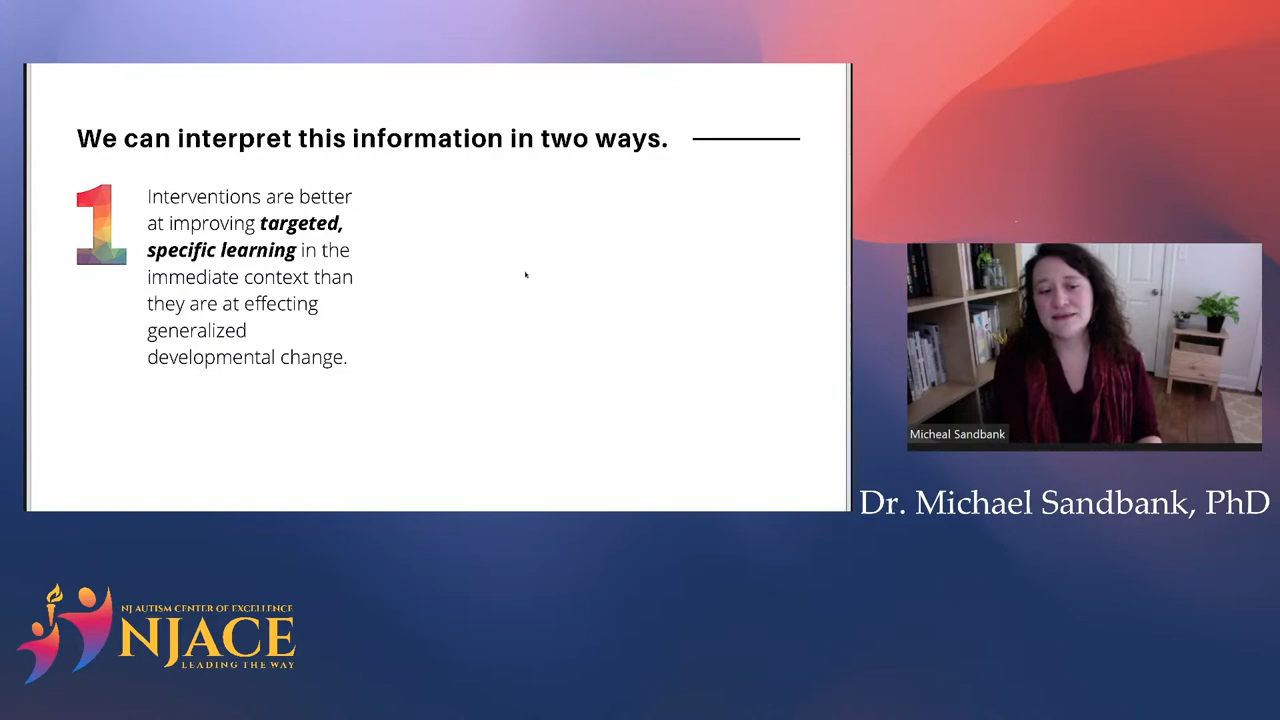 We can interpret this information in two ways.
1
Interventions are better
at improving targeted,
specific learning in the
immediate context than
they are at effecting
generalized
developmental change.
Micheal Sandbank
Dr. Michael Sandbank, PhD
NJ AUTISM CENTER OF EXCELLENCE
NJACE
LEADING THE WAY